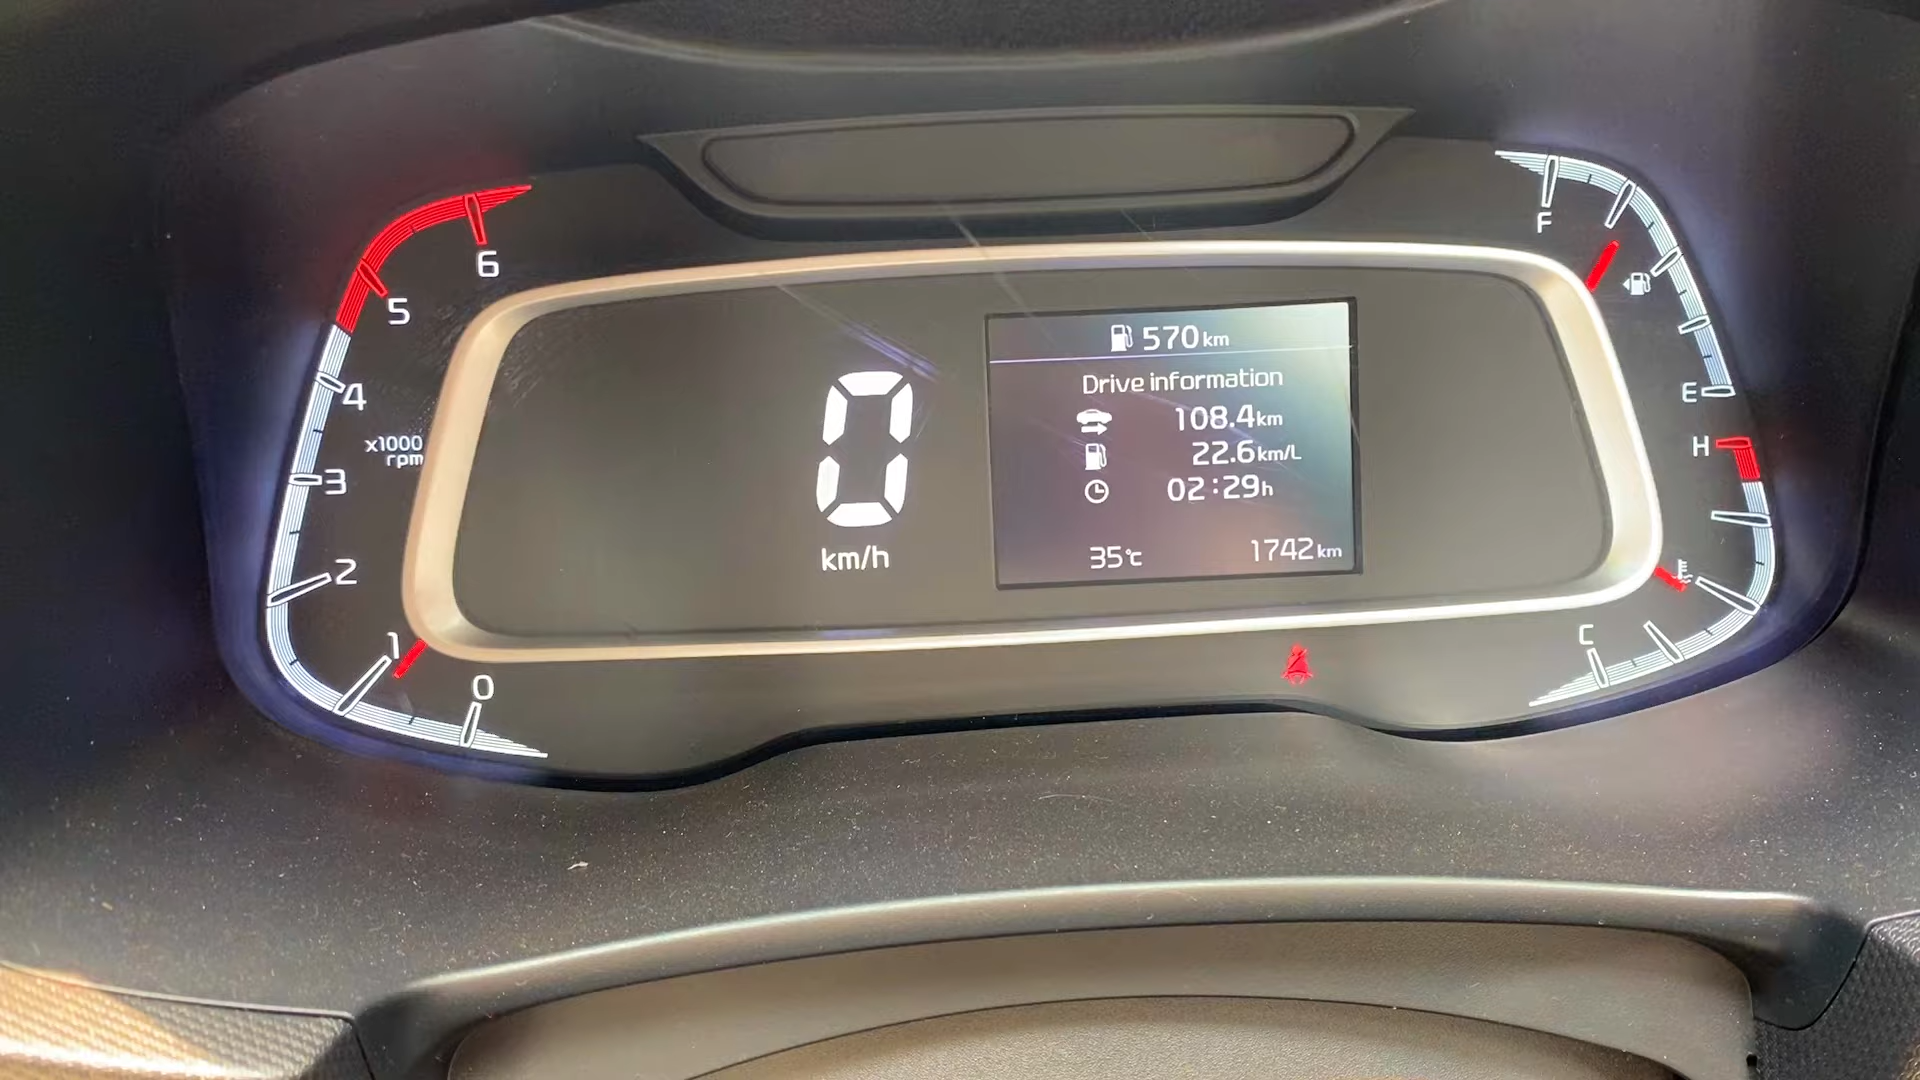 6
5
4
x1000
rpm
3
2
1
0
0
km/h
570km
Drive information
108.4km
22.6km/L
02:29h
35℃
1742km
F
E
H
C